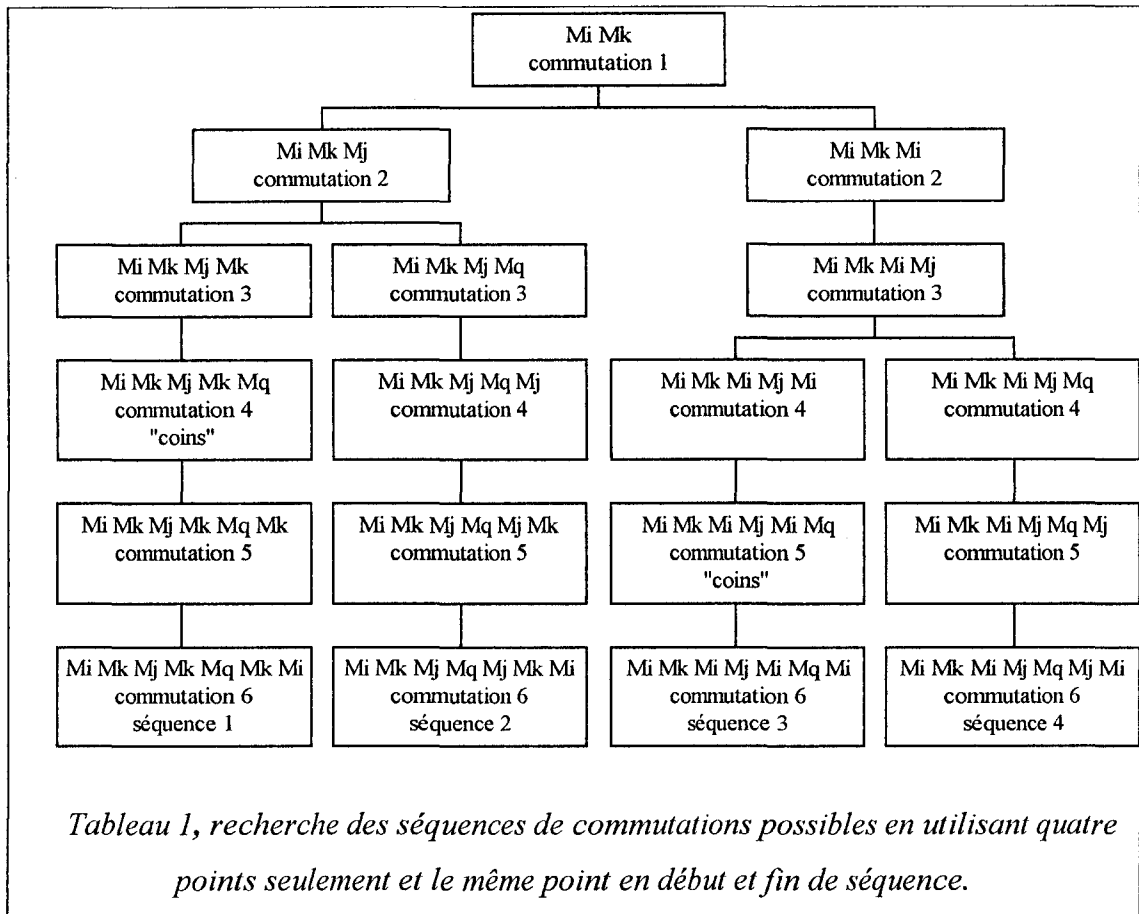 Mi Mk
commutation 1
Mi Mk Mj
commutation 2
Mi Mk Mi
commutation 2
Mi Mk Mj Mk
commutation 3
Mi Mk Mj Mq
commutation 3
Mi Mk Mi Mj
commutation 3
Mi Mk Mj Mk Mq
commutation 4
"coins"
Mi Mk Mj Mq Mj
commutation 4
Mi Mk Mi Mj Mi
commutation 4
Mi Mk Mi Mj Mq
commutation 4
Mi Mk Mj Mk Mq Mk
commutation 5
Mi Mk Mj Mq Mj Mk
commutation 5
Mi Mk Mi Mj Mi Mq
commutation 5
"coins"
Mi Mk Mi Mj Mq Mj
commutation 5
Mi Mk Mj Mk Mq Mk Mi
commutation 6
séquence 1
Mi Mk Mj Mq Mj Mk Mi
commutation 6
séquence 2
Mi Mk Mi Mj Mi Mq Mi
commutation 6
séquence 3
Mi Mk Mi Mj Mq Mj Mi
commutation 6
séquence 4
Tableau 1, recherche des séquences de commutations possibles en utilisant quatre
points seulement et le même point en début et fin de séquence.